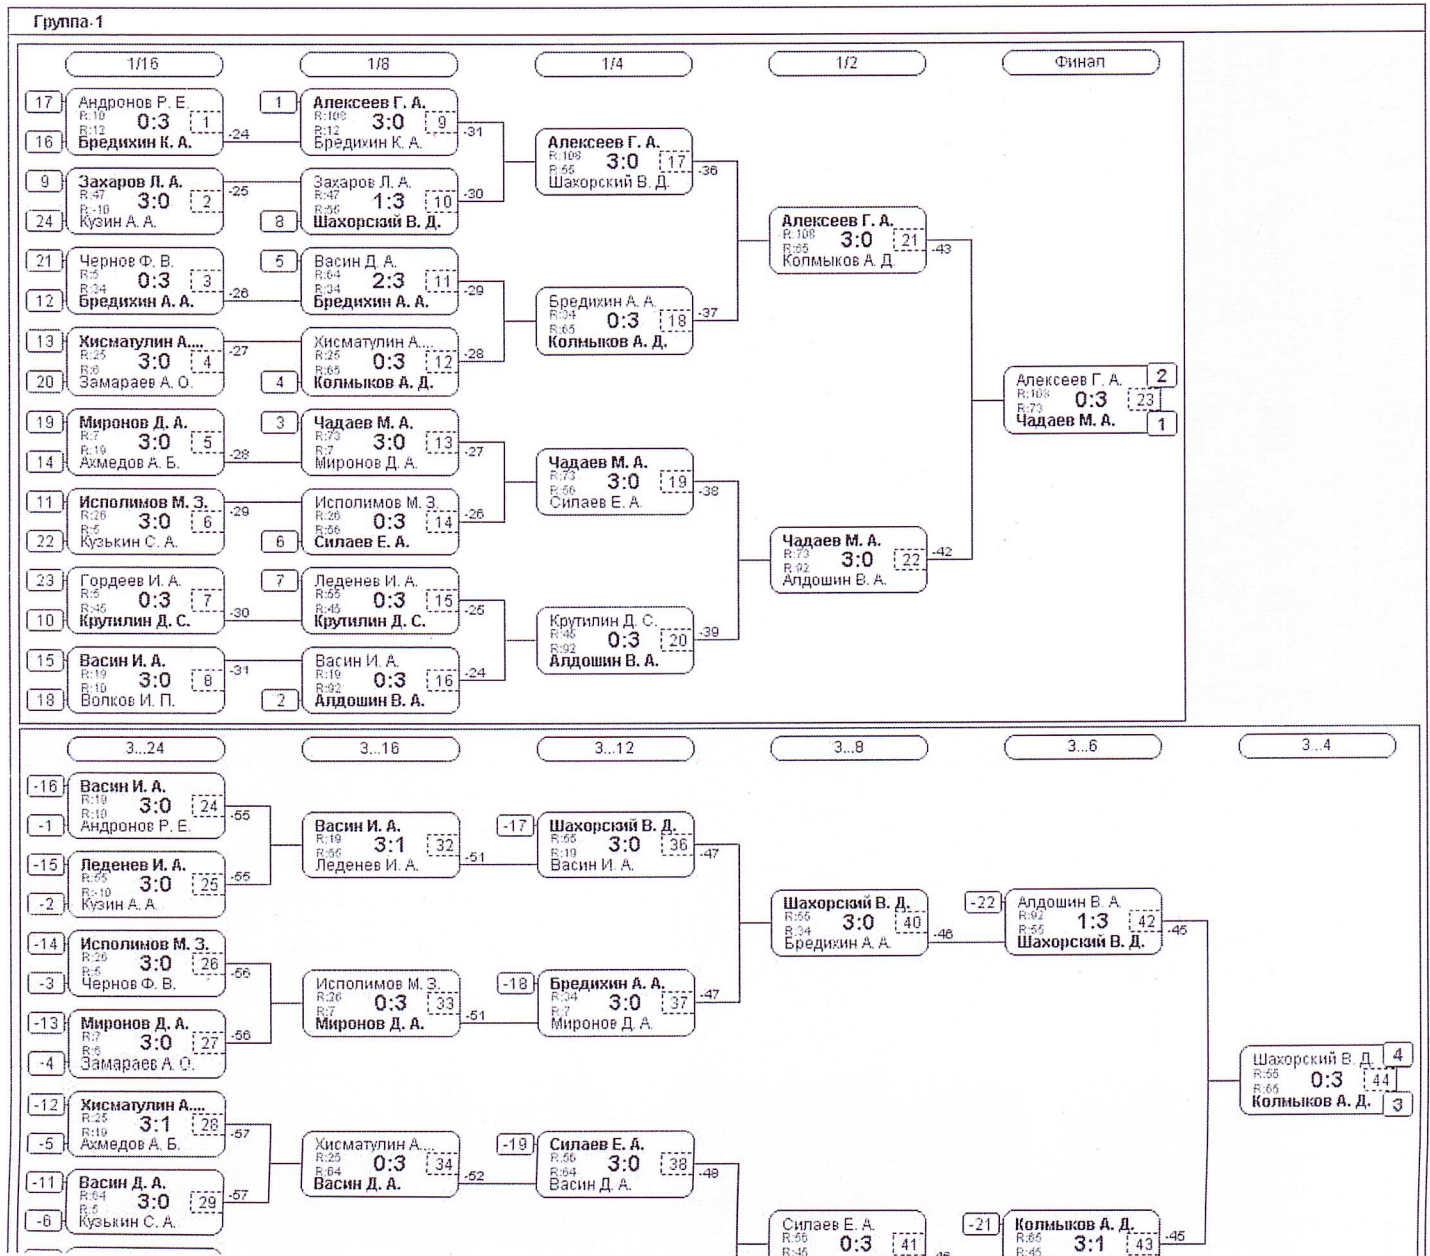 Группа-1
1/16
1/8
1/4
1/2
Финал
17 Андронов Р. Е.
R:10 0:3 1
R:12
16 Бредихин К. А.
-24
9 Захаров Л. А.
R:47 3:0 2
R:-10
24 Кузин А. А.
-25
21 Чернов Ф. В.
R:5 0:3 3
R:34
12 Бредихин А. А.
-26
13 Хисматулин А....
R:25 3:0 4
R:6
20 Замараев А. О.
-27
19 Миронов Д. А.
R:7 3:0 5
R:19
14 Ахмедов А. Б.
-28
11 Исполимов М. З.
R:26 3:0 6
R:5
22 Кузькин С. А.
-29
23 Гордеев И. А.
R:5 0:3 7
R:45
10 Крутилин Д. С.
-30
15 Васин И. А.
R:19 3:0 8
R:10
18 Волков И. П.
-31
1 Алексеев Г. А.
R:108 3:0 9
R:12
Бредихин К. А.
-31
Захаров Л. А.
R:47 1:3 10
R:55
8 Шахорский В. Д.
-30
5 Васин Д. А.
R:64 2:3 11
R:34
Бредихин А. А.
-29
Хисматулин А....
R:25 0:3 12
R:65
4 Колмыков А. Д.
-28
3 Чадаев М. А.
R:73 3:0 13
R:7
Миронов Д. А.
-27
Исполимов М. З.
R:26 0:3 14
R:56
6 Силаев Е. А.
-26
7 Леденев И. А.
R:55 0:3 15
R:45
Крутилин Д. С.
-25
Васин И. А.
R:19 0:3 16
R:92
2 Алдошин В. А.
-24
Алексеев Г. А.
R:108 3:0 17
R:55
Шахорский В. Д.
-36
Бредихин А. А.
R:34 0:3 18
R:65
Колмыков А. Д.
-37
Чадаев М. А.
R:73 3:0 19
R:56
Силаев Е. А.
-38
Крутилин Д. С.
R:45 0:3 20
R:92
Алдошин В. А.
-39
Алексеев Г. А.
R:108 3:0 21
R:65
Колмыков А. Д.
-43
Чадаев М. А.
R:73 3:0 22
R:92
Алдошин В. А.
-42
Алексеев Г. А. 2
R:108 0:3 23
R:73
Чадаев М. А. 1
3...24
3...16
3...12
3...8
3...6
3...4
-16 Васин И. А.
R:19 3:0 24
R:10
-1 Андронов Р. Е.
-55
-15 Леденев И. А.
R:55 3:0 25
R:-10
-2 Кузин А. А.
-55
-14 Исполимов М. З.
R:26 3:0 26
R:5
-3 Чернов Ф. В.
-56
-13 Миронов Д. А.
R:7 3:0 27
R:6
-4 Замараев А. О.
-56
-12 Хисматулин А....
R:25 3:1 28
R:19
-5 Ахмедов А. Б.
-57
-11 Васин Д. А.
R:64 3:0 29
R:5
-6 Кузькин С. А.
-57
Васин И. А.
R:19 3:1 32
R:55
Леденев И. А.
-51
Исполимов М. З.
R:26 0:3 33
R:7
Миронов Д. А.
-51
Хисматулин А....
R:25 0:3 34
R:64
Васин Д. А.
-52
-17 Шахорский В. Д.
R:55 3:0 36
R:19
Васин И. А.
-47
-18 Бредихин А. А.
R:34 3:0 37
R:7
Миронов Д. А.
-47
-19 Силаев Е. А.
R:56 3:0 38
R:64
Васин Д. А.
-48
Шахорский В. Д.
R:55 3:0 40
R:34
Бредихин А. А.
-46
Силаев Е. А.
R:56 0:3 41
R:45
-46
-22 Алдошин В. А.
R:92 1:3 42
R:55
Шахорский В. Д.
-45
-21 Колмыков А. Д.
R:65 3:1 43
R:45
-45
Шахорский В. Д. 4
R:55 0:3 44
R:65
Колмыков А. Д. 3